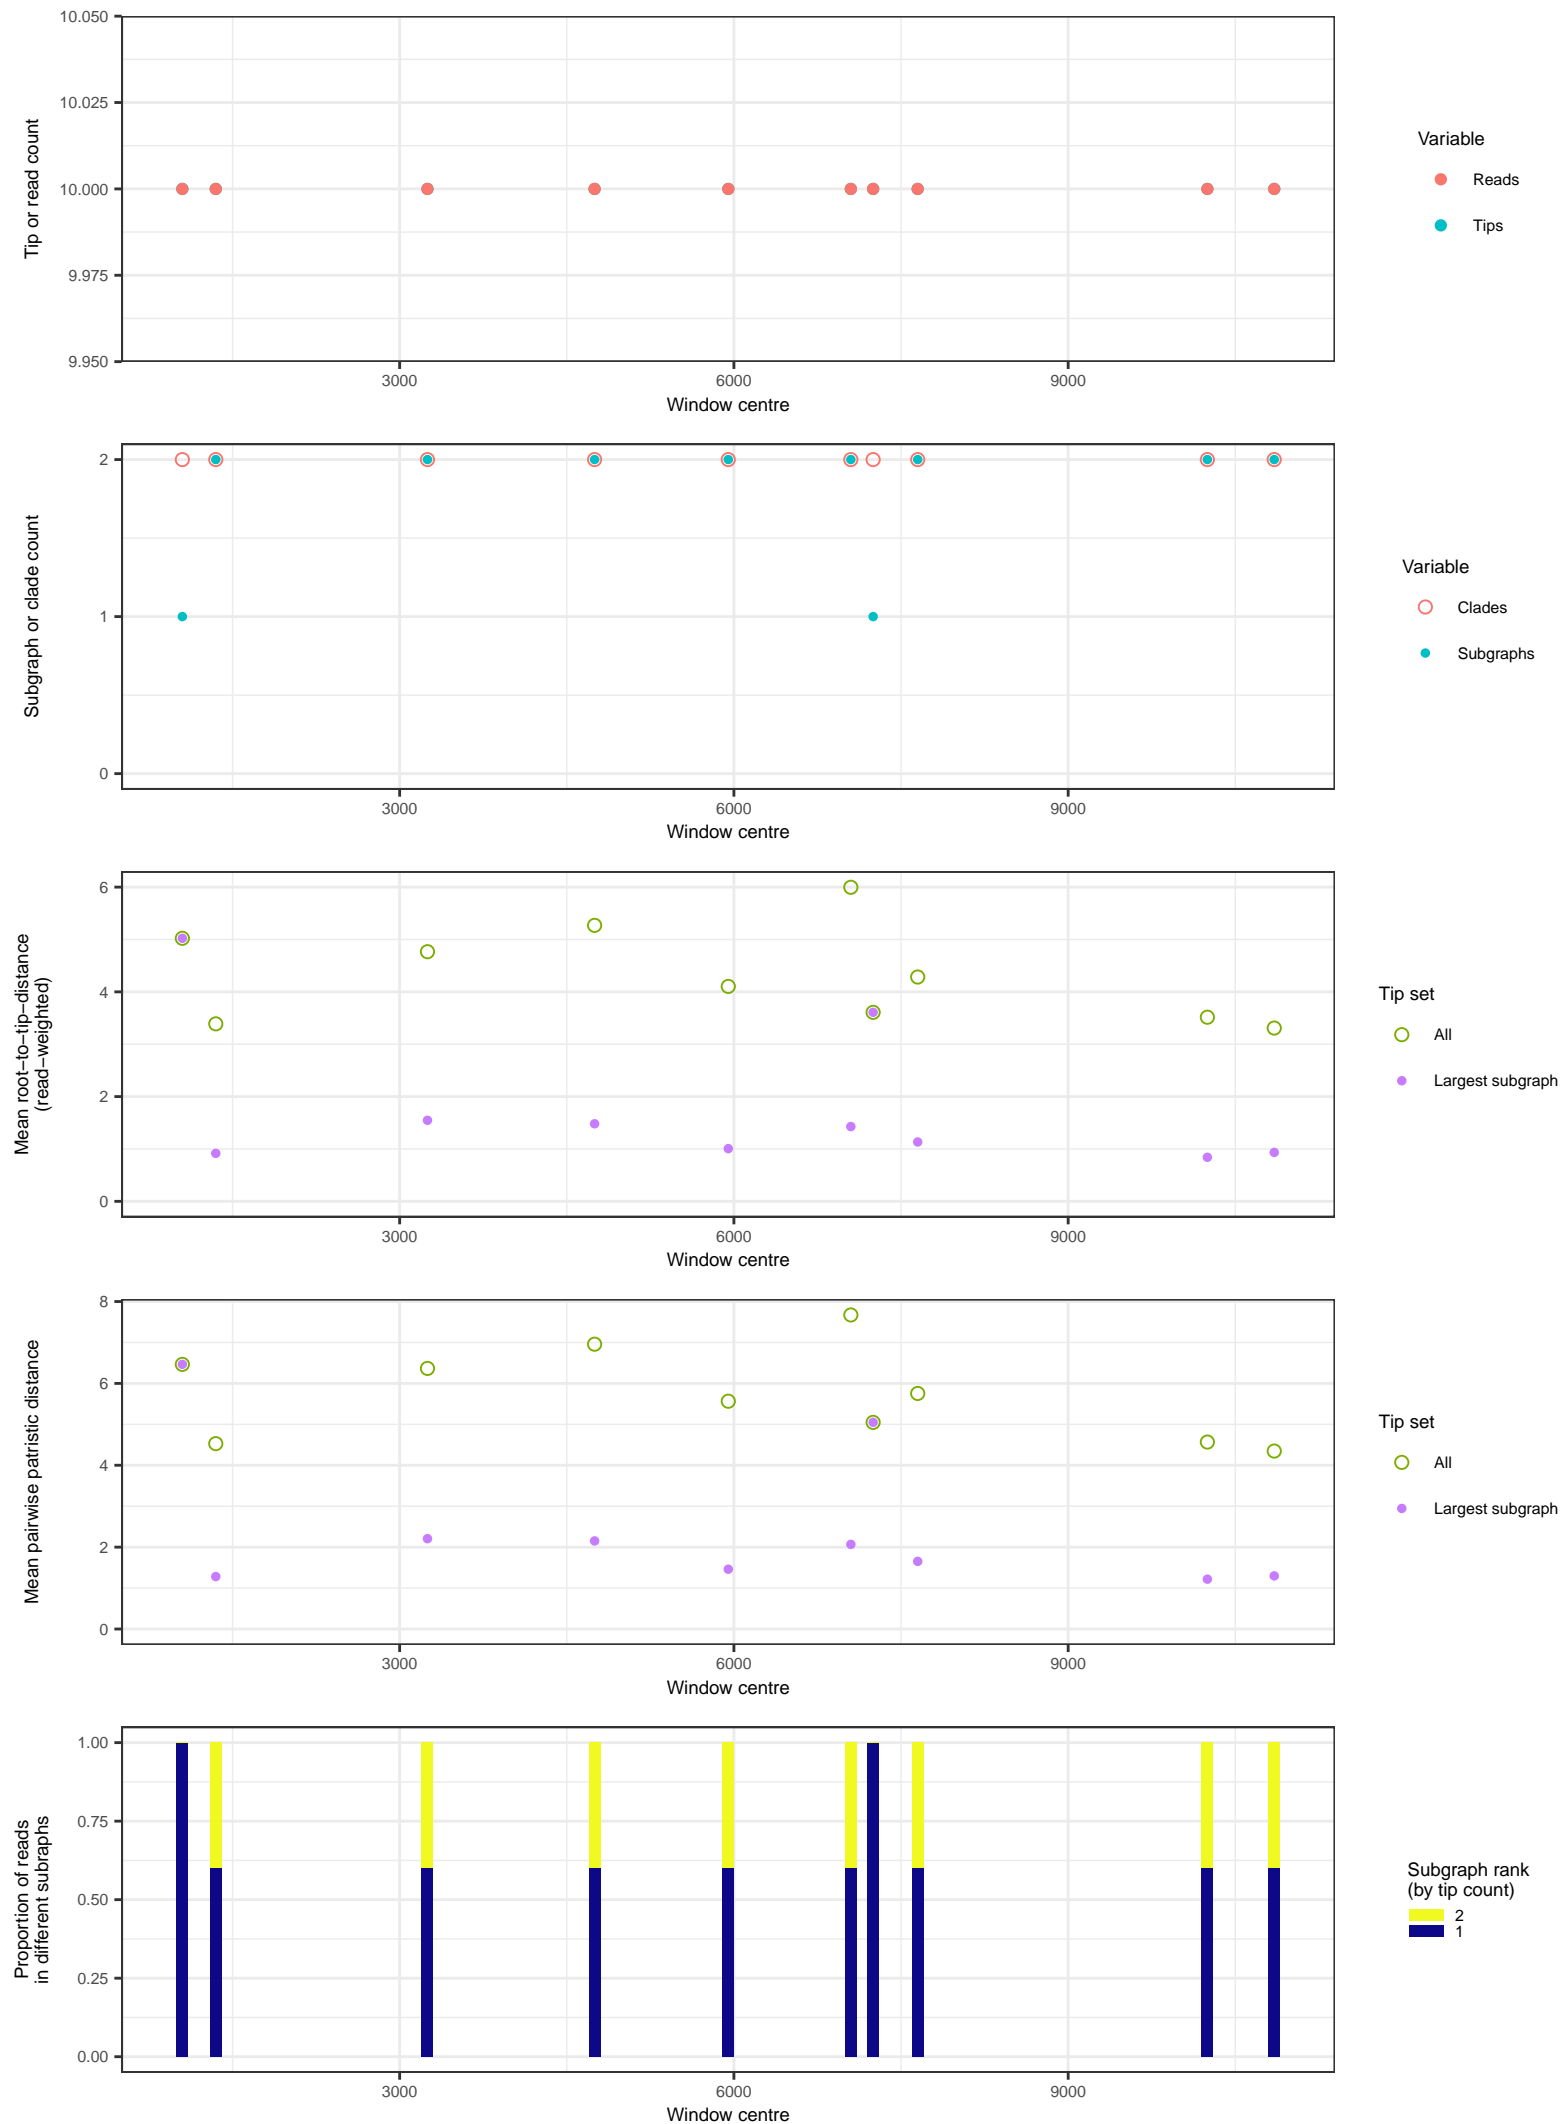 10.050
10.025
10.000
9.975
9.950
Tip or read count
3000 6000 9000
Window centre
Variable
Reads
Tips
2
1
0
Subgraph or clade count
3000 6000 9000
Window centre
Variable
Clades
Subgraphs
6
4
2
0
Mean root−to−tip−distance
(read−weighted)
3000 6000 9000
Window centre
Tip set
All
Largest subgraph
8
6
4
2
0
Mean pairwise patristic distance
3000 6000 9000
Window centre
Tip set
All
Largest subgraph
1.00
0.75
0.50
0.25
0.00
Proportion of reads
in different subraphs
3000 6000 9000
Window centre
Subgraph rank
(by tip count)
2
1